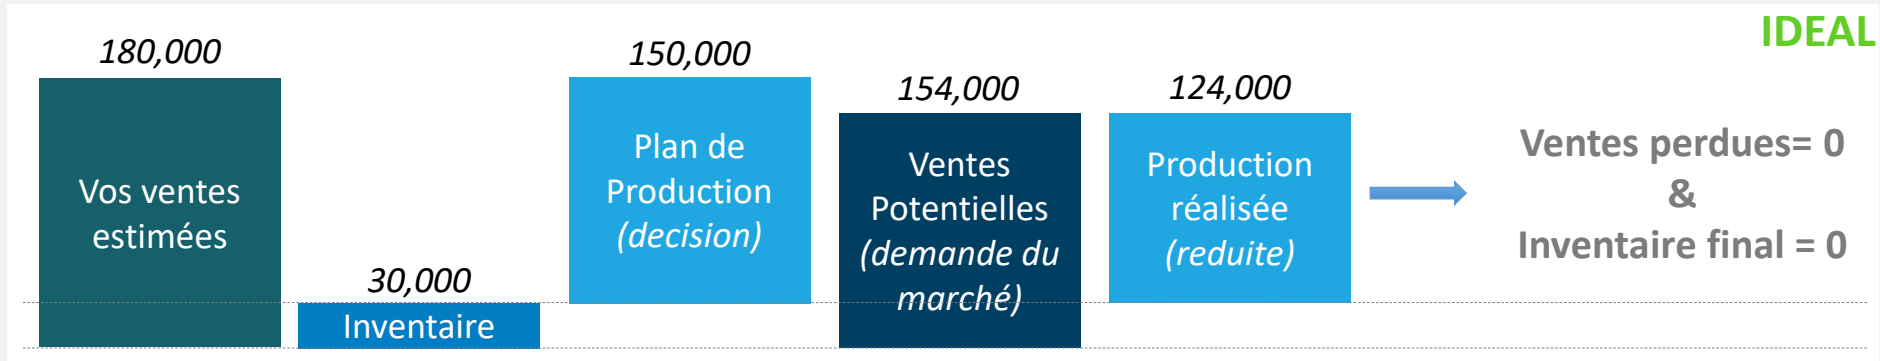 IDEAL
180,000
Vos ventes
estimées
30,000
Inventaire
150,000
Plan de
Production
(decision)
154,000
Ventes
Potentielles
(demande du
marché)
124,000
Production
réalisée
(reduite)
Ventes perdues= 0
&
Inventaire final = 0